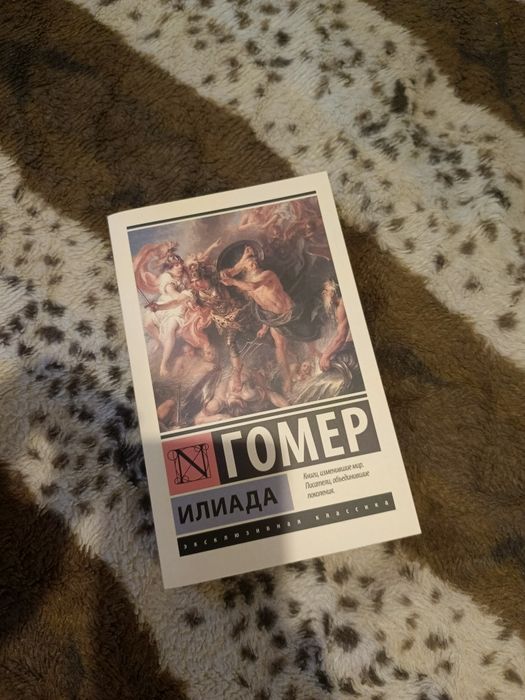 N
ГОМЕР
ИЛИАДА
Книги, изменившие мир.
Писатели, объединившие
поколения.
ЭКСКЛЮЗИВНАЯ КЛАССИКА